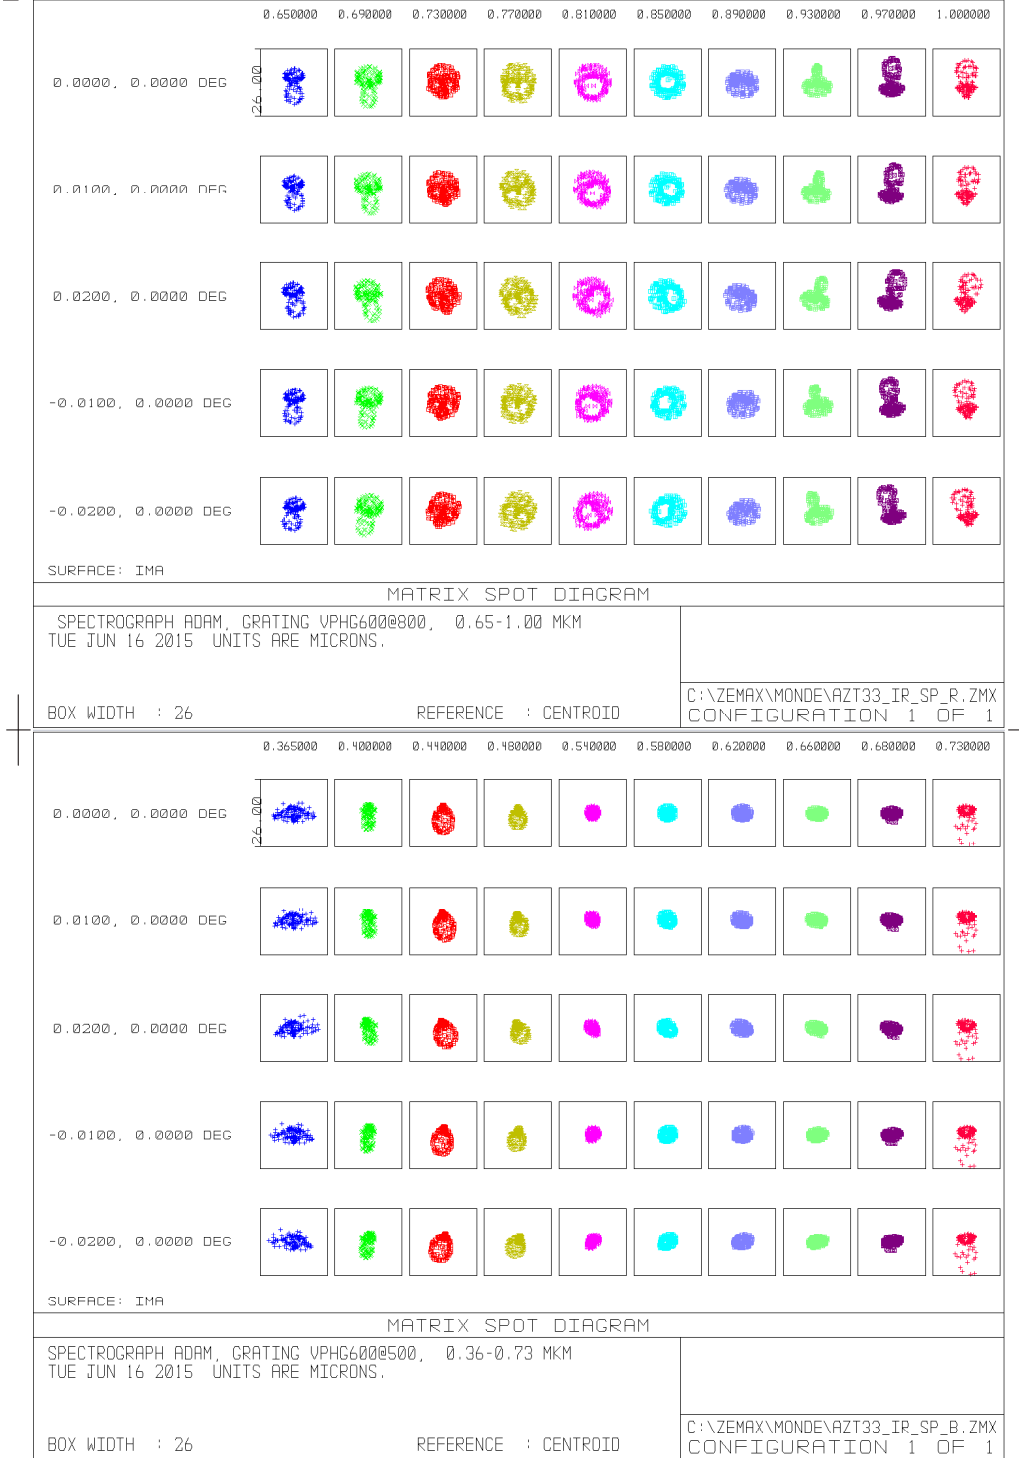 0.650000 0.690000 0.730000 0.770000 0.810000 0.850000 0.890000 0.930000 0.970000 1.000000
26.00
0.0000, 0.0000 DEG
0.0100, 0.0000 DEG
0.0200, 0.0000 DEG
-0.0100, 0.0000 DEG
-0.0200, 0.0000 DEG
SURFACE: IMA
MATRIX SPOT DIAGRAM
SPECTROGRAPH ADAM, GRATING VPHG600@800, 0.65-1.00 MKM
TUE JUN 16 2015 UNITS ARE MICRONS.
BOX WIDTH : 26 REFERENCE : CENTROID
C:\ZEMAX\MONDE\AZT33_IR_SP_R.ZMX
CONFIGURATION 1 OF 1
0.365000 0.400000 0.440000 0.480000 0.540000 0.580000 0.620000 0.660000 0.680000 0.730000
26.00
0.0000, 0.0000 DEG
0.0100, 0.0000 DEG
0.0200, 0.0000 DEG
-0.0100, 0.0000 DEG
-0.0200, 0.0000 DEG
SURFACE: IMA
MATRIX SPOT DIAGRAM
SPECTROGRAPH ADAM, GRATING VPHG600@500, 0.36-0.73 MKM
TUE JUN 16 2015 UNITS ARE MICRONS.
BOX WIDTH : 26 REFERENCE : CENTROID
C:\ZEMAX\MONDE\AZT33_IR_SP_B.ZMX
CONFIGURATION 1 OF 1